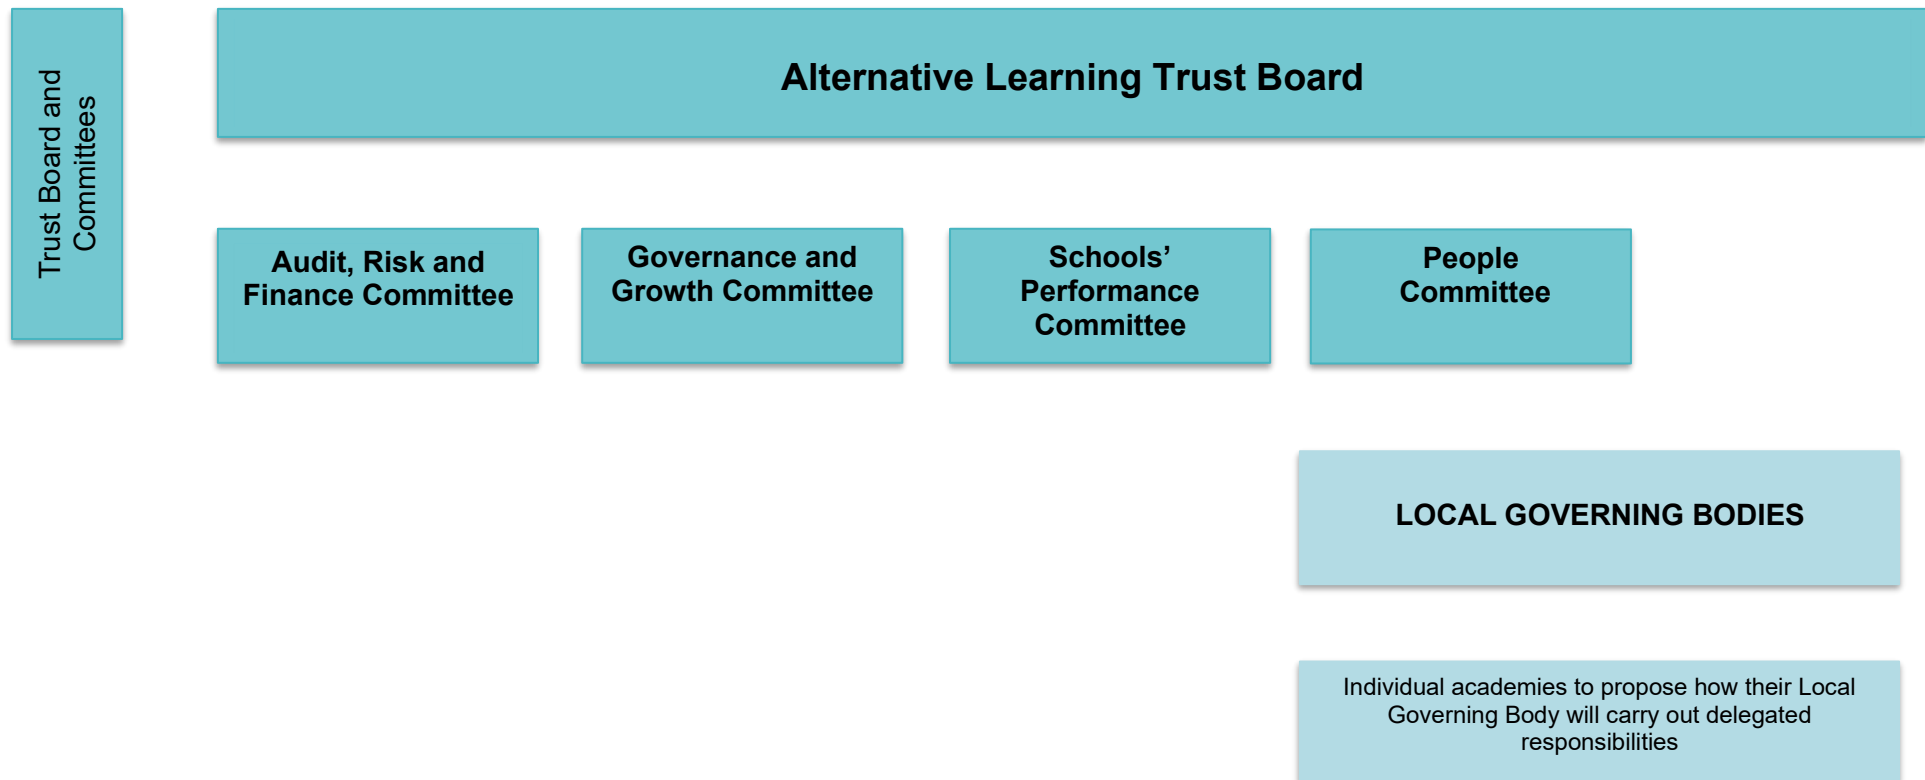 Trust Board and
Committees
Alternative Learning Trust Board
Audit, Risk and
Finance Committee
Governance and
Growth Committee
Schools’
Performance
Committee
People
Committee
LOCAL GOVERNING BODIES
Individual academies to propose how their Local
Governing Body will carry out delegated
responsibilities